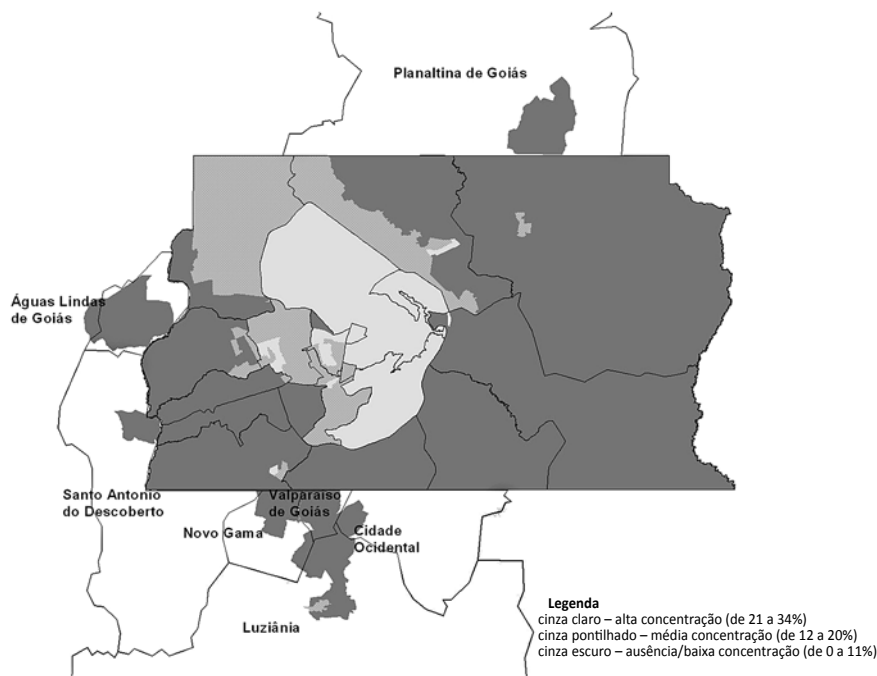 Planaltina de Goiás
Águas Lindas
de Goiás
Santo Antonio
do Descoberto
Valparaíso
de Goiás
Novo Gama
Cidade
Ocidental
Luziânia
Legenda
cinza claro – alta concentração (de 21 a 34%)
cinza pontilhado – média concentração (de 12 a 20%)
cinza escuro – ausência/baixa concentração (de 0 a 11%)